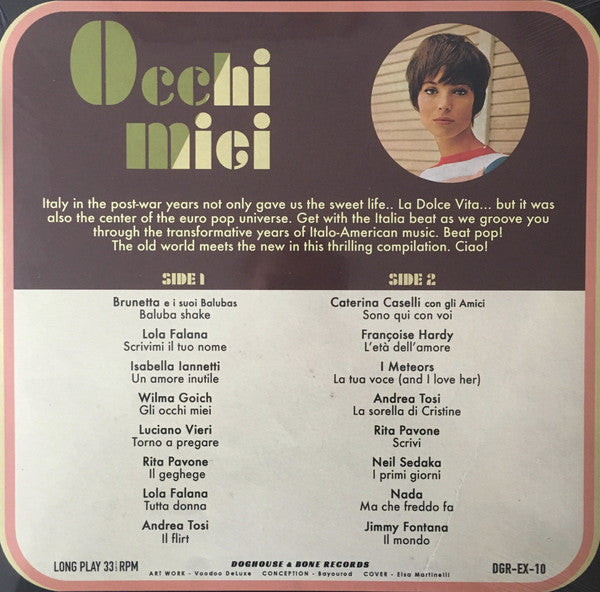 Occhi
miei
Italy in the post-war years not only gave us the sweet life.. La Dolce Vita... but it was
also the center of the euro pop universe. Get with the Italia beat as we groove you
through the transformative years of Italo-American music. Beat pop!
The old world meets the new in this thrilling compilation. Ciao!
SIDE 1
Brunetta e i suoi Balubas
Baluba shake
Lola Falana
Scrivimi il tuo nome
Isabella Iannetti
Un amore inutile
Wilma Goich
Gli occhi miei
Luciano Vieri
Torno a pregare
Rita Pavone
Il geghege
Lola Falana
Tutta donna
Andrea Tosi
Il flirt
SIDE 2
Caterina Caselli con gli Amici
Sono qui con voi
Françoise Hardy
L'età dell'amore
I Meteors
La tua voce (and I love her)
Andrea Tosi
La sorella di Cristine
Rita Pavone
Scrivi
Neil Sedaka
I primi giorni
Nada
Ma che freddo fa
Jimmy Fontana
Il mondo
LONG PLAY 33 1/3 RPM
DOGHOUSE & BONE RECORDS
ART WORK - Voodoo DeLuxe CONCEPTION - Bayourod COVER - Elsa Martinelli
DGR-EX-10